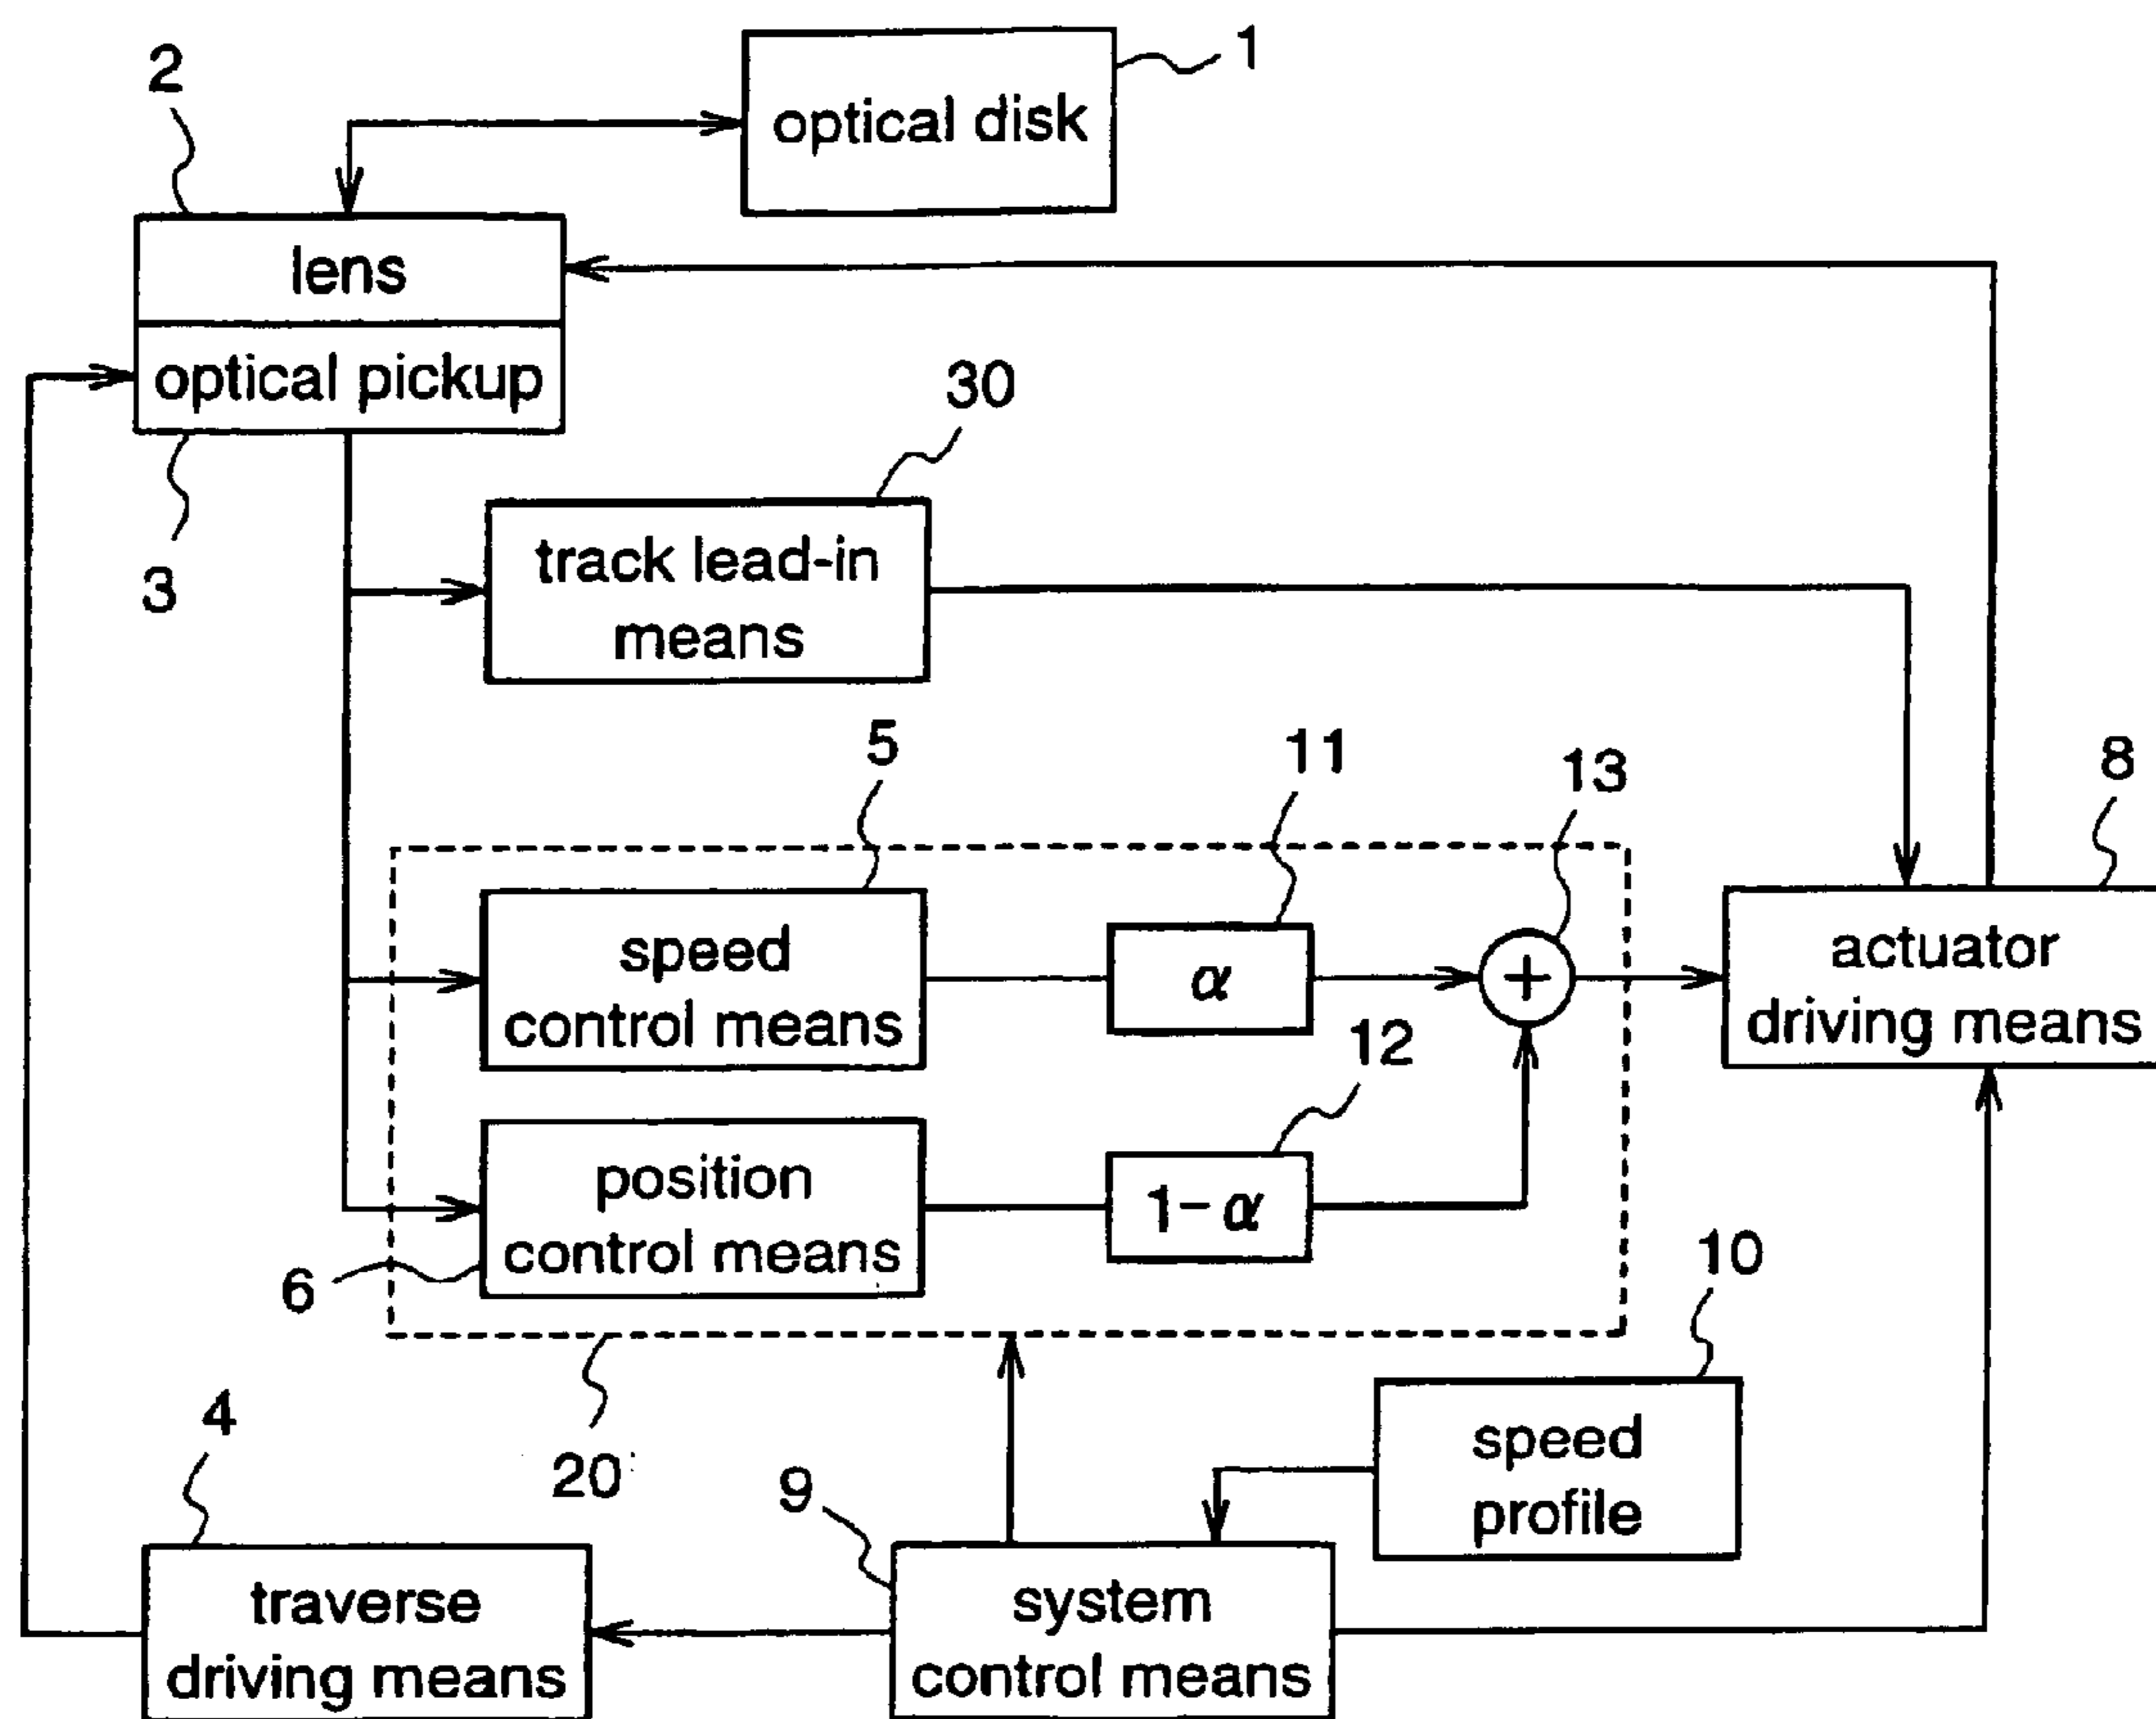 1
optical disk
2
lens
optical pickup
3
30
track lead-in
means
5
11
13
8
speed
control means
α
+
actuator
driving means
12
position
control means
1-α
6
10
20
speed
profile
4
9
traverse
driving means
system
control means